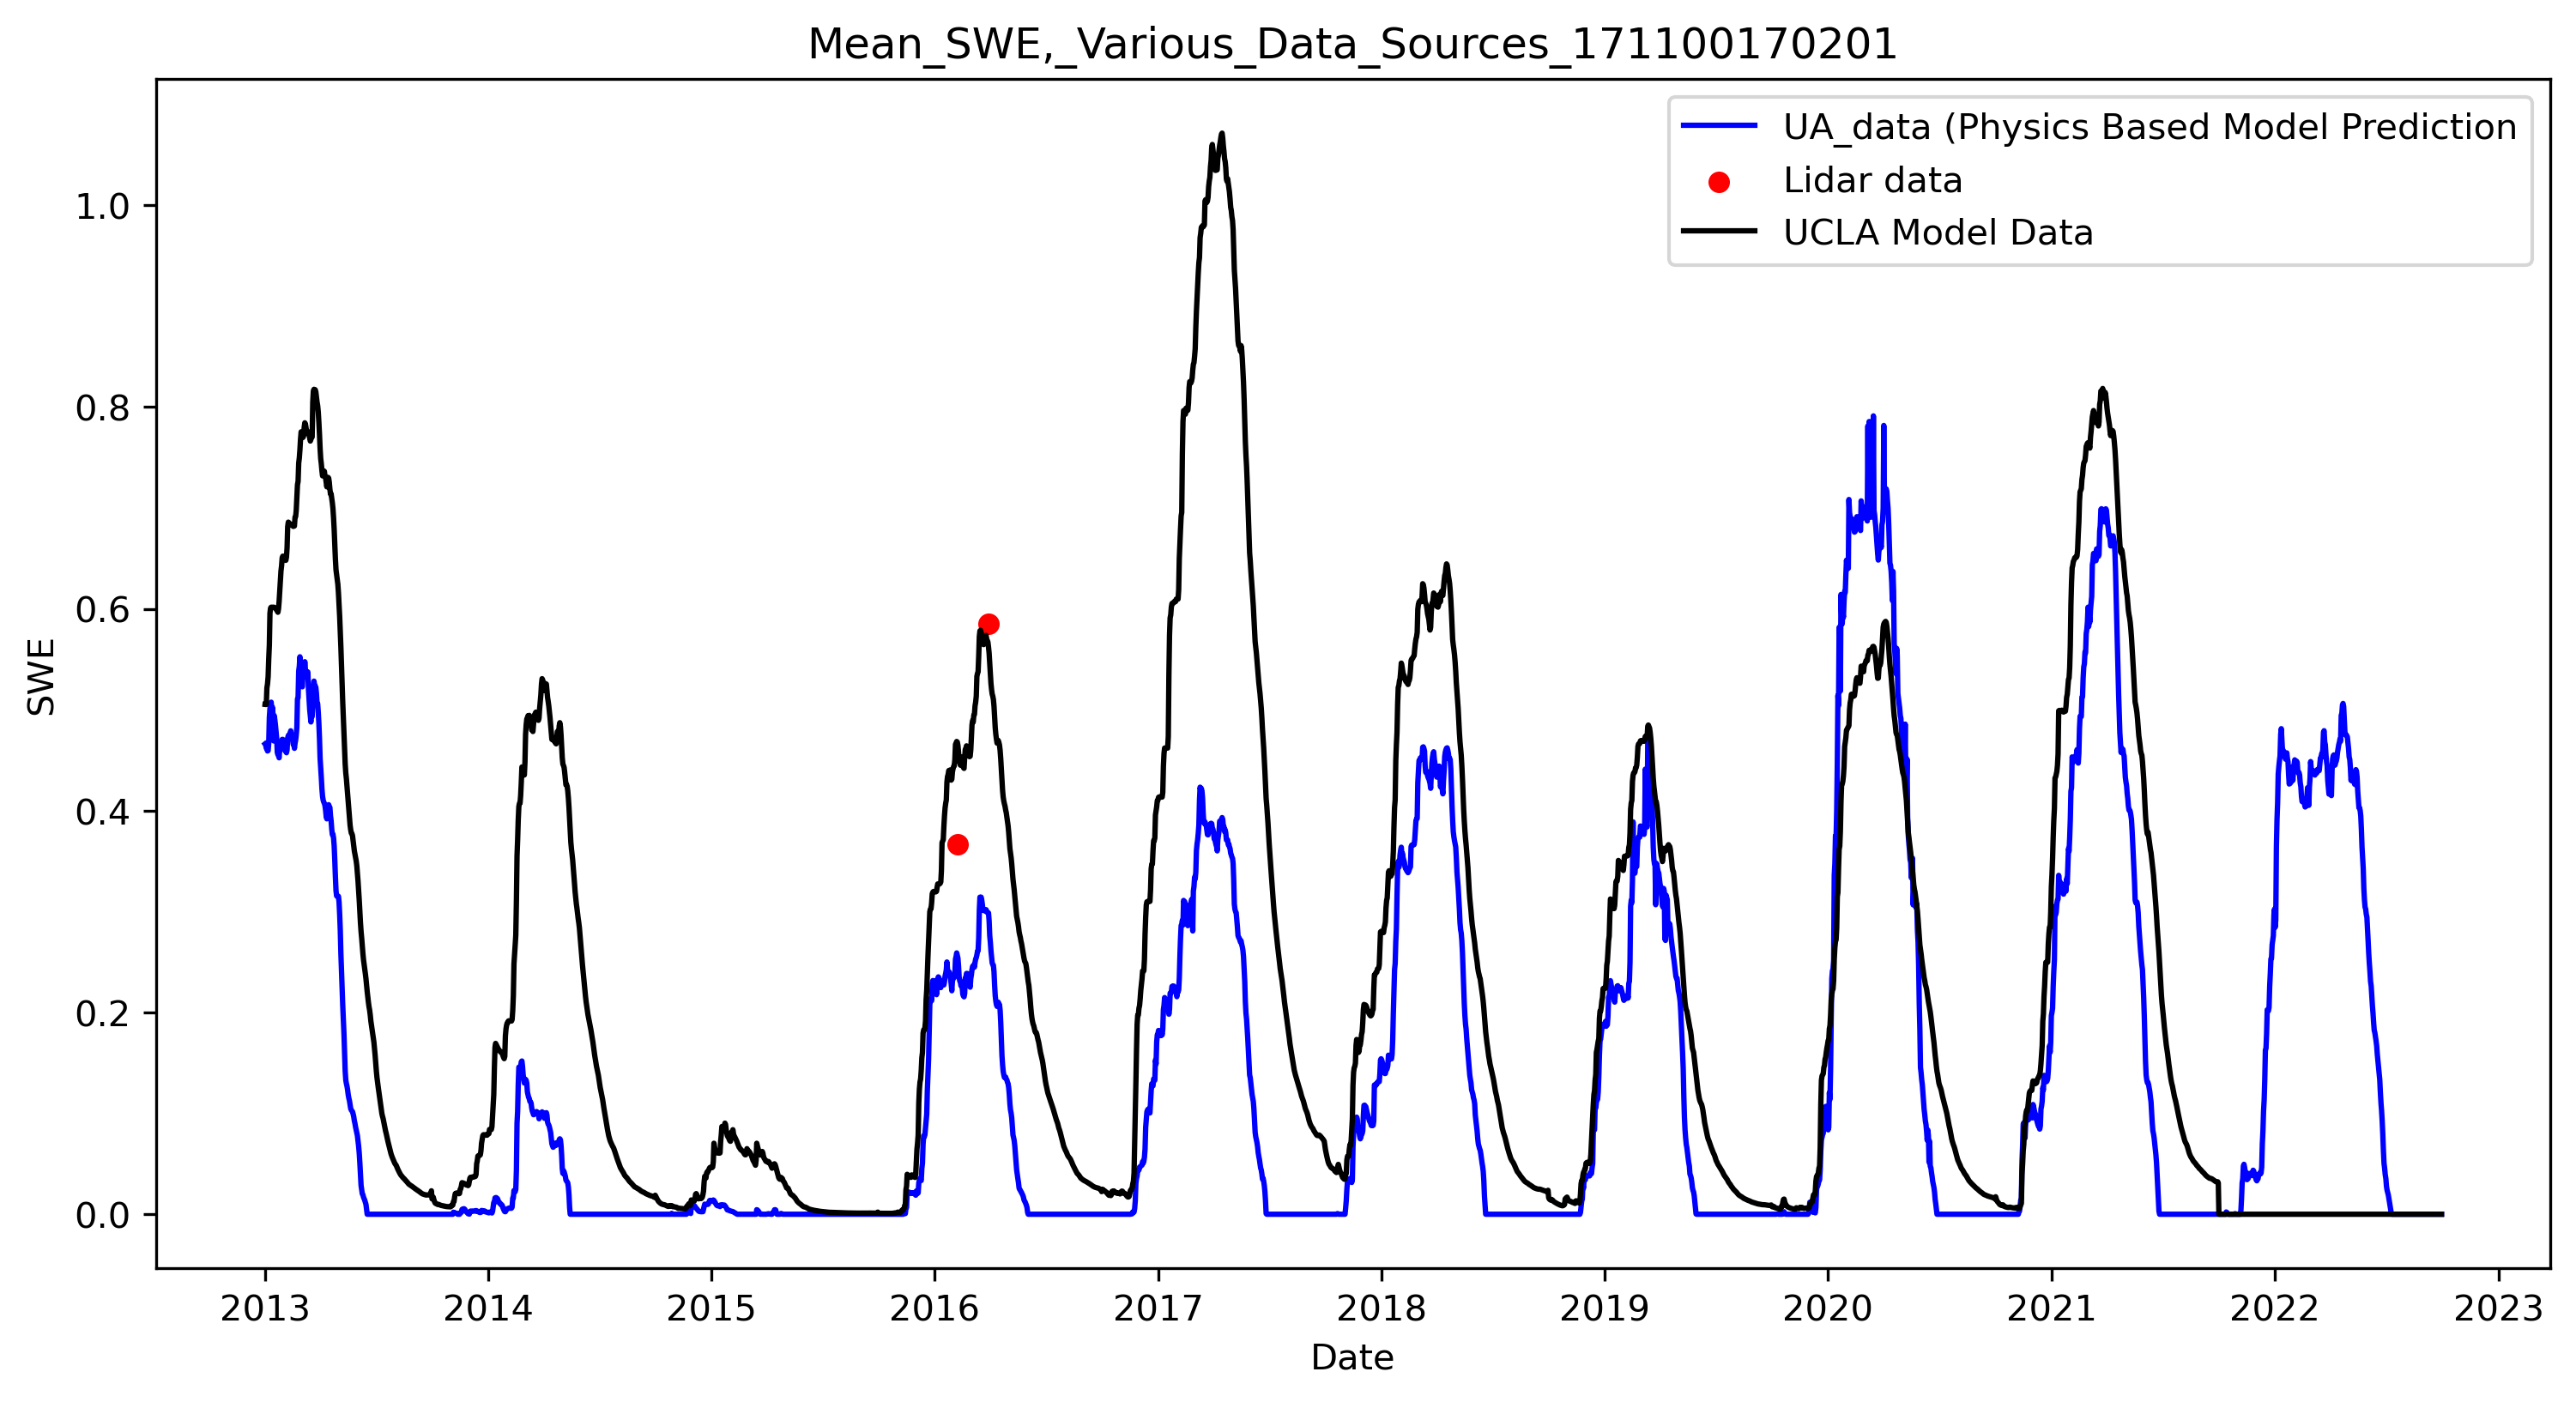 Mean_SWE,_Various_Data_Sources_171100170201
UA_data (Physics Based Model Prediction
Lidar data
UCLA Model Data
SWE
1.0
0.8
0.6
0.4
0.2
0.0
2013 2014 2015 2016 2017 2018 2019 2020 2021 2022 2023
Date